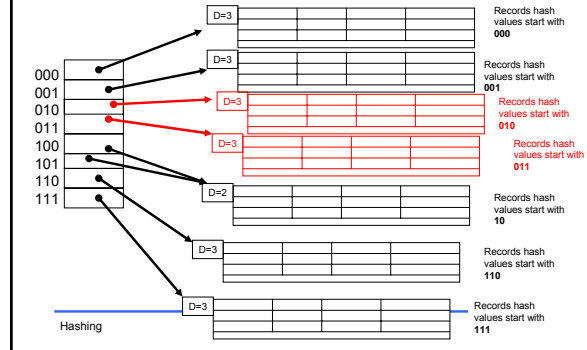 D=3
Records hash
values start with
000
D=3
Records hash
values start with
001
000
001
010
011
100
101
110
111
D=3
Records hash
values start with
010
D=3
Records hash
values start with
011
D=2
Records hash
values start with
10
D=3
Records hash
values start with
110
D=3
Records hash
values start with
111
Hashing